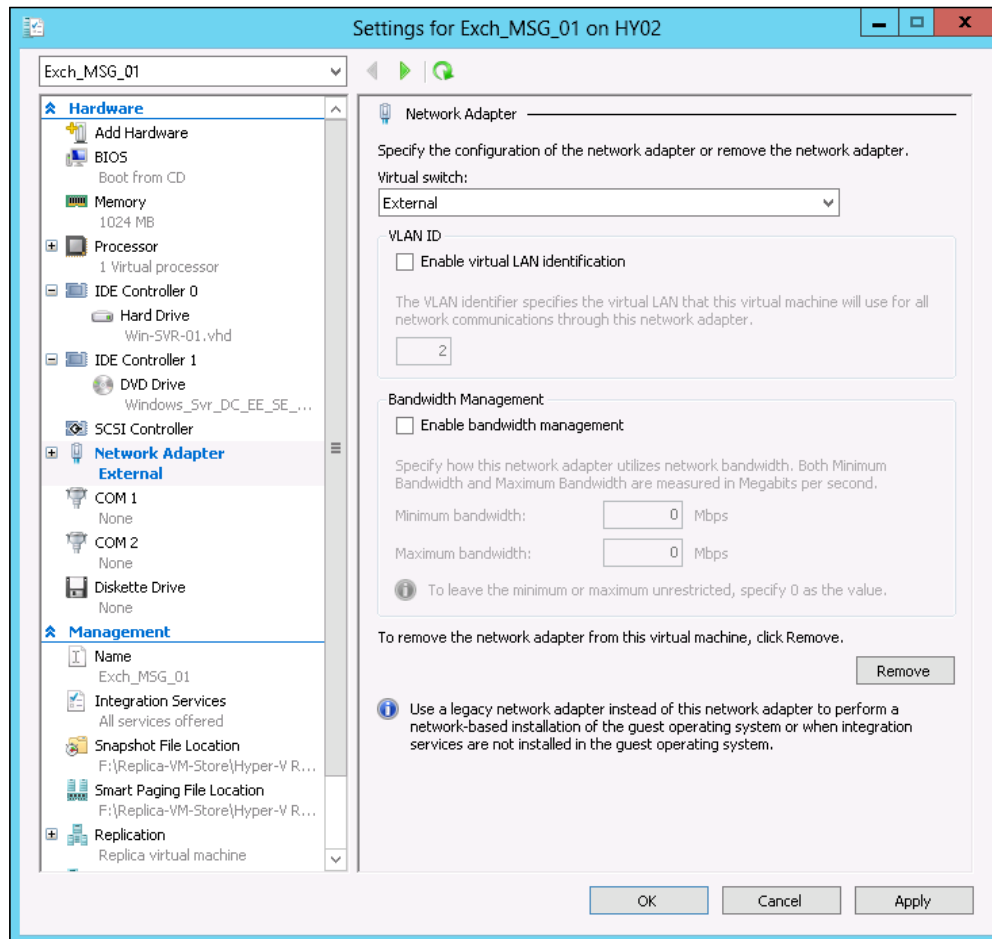 Settings for Exch_MSG_01 on HY02
Exch_MSG_01
Hardware
Add Hardware
BIOS
Boot from CD
Memory
1024 MB
Processor
1 Virtual processor
IDE Controller 0
Hard Drive
Win-SVR-01.vhd
IDE Controller 1
DVD Drive
Windows_Svr_DC_EE_SE_...
SCSI Controller
Network Adapter
External
COM 1
None
COM 2
None
Diskette Drive
None
Management
Name
Exch_MSG_01
Integration Services
All services offered
Snapshot File Location
F:\Replica-VM-Store\Hyper-V R...
Smart Paging File Location
F:\Replica-VM-Store\Hyper-V R...
Replication
Replica virtual machine
Network Adapter
Specify the configuration of the network adapter or remove the network adapter.
Virtual switch:
External
VLAN ID
Enable virtual LAN identification
The VLAN identifier specifies the virtual LAN that this virtual machine will use for all
network communications through this network adapter.
2
Bandwidth Management
Enable bandwidth management
Specify how this network adapter utilizes network bandwidth. Both Minimum
Bandwidth and Maximum Bandwidth are measured in Megabits per second.
Minimum bandwidth: 0 Mbps
Maximum bandwidth: 0 Mbps
To leave the minimum or maximum unrestricted, specify 0 as the value.
To remove the network adapter from this virtual machine, click Remove.
Remove
Use a legacy network adapter instead of this network adapter to perform a
network-based installation of the guest operating system or when integration
services are not installed in the guest operating system.
OK Cancel Apply